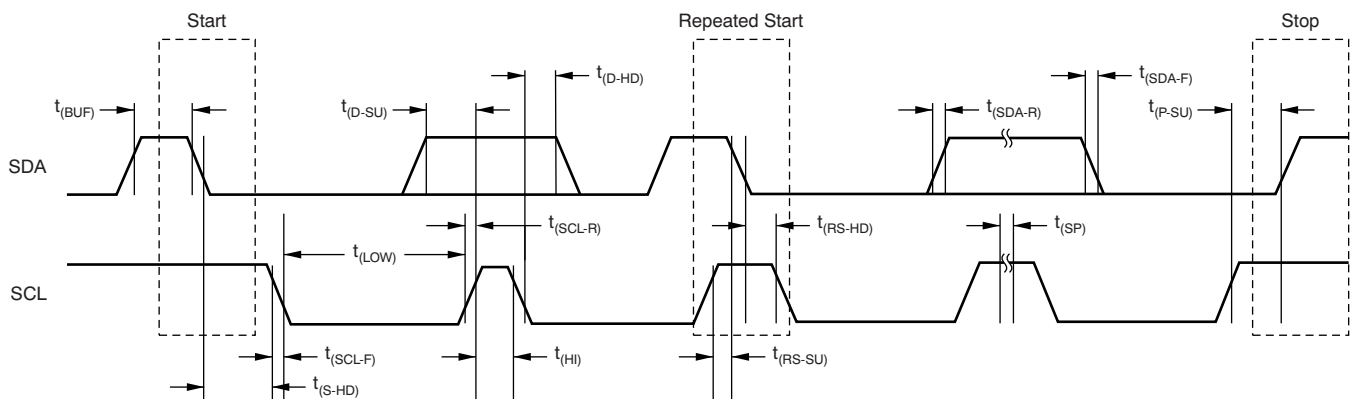 Start
Repeated Start
Stop
t(D-HD)
t(SDA-F)
t(BUF)
t(D-SU)
t(SDA-R)
t(P-SU)
SDA
t(SCL-R)
t(RS-HD)
t(SP)
t(LOW)
SCL
t(SCL-F)
t(HI)
t(RS-SU)
t(S-HD)